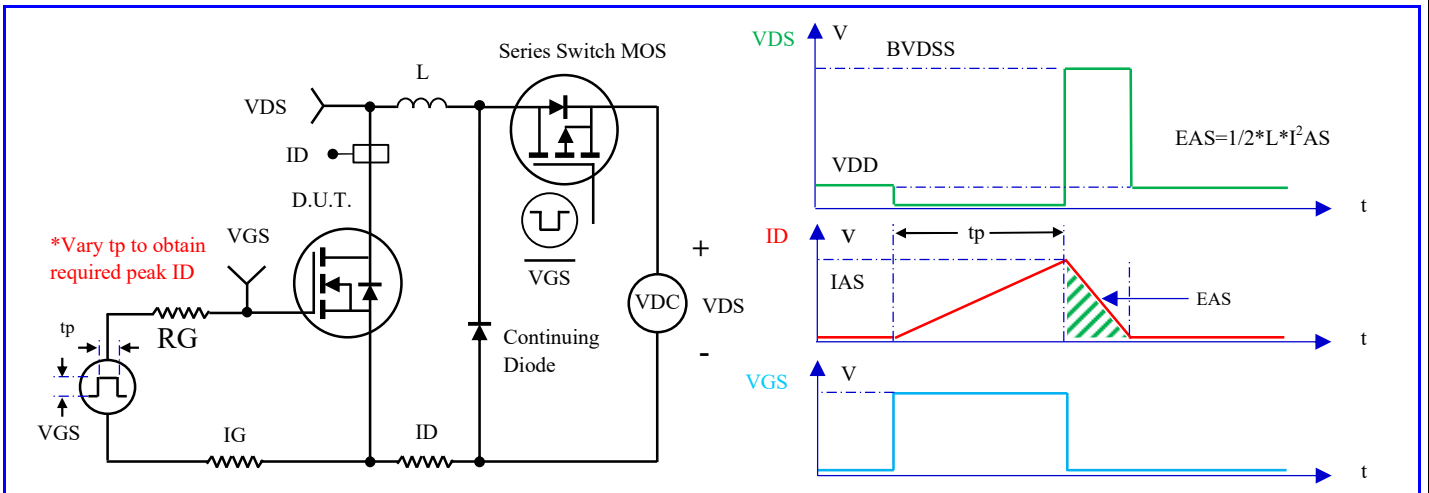 Series Switch MOS
L
VDS
ID
D.U.T.
*Vary tp to obtain
required peak ID
VGS
VGS
+
VDC
VDS
-
tp
RG
Continuing
Diode
VGS
IG
ID
VDS
V
BVDSS
EAS=1/2*L*I²AS
VDD
t
ID
V
tp
IAS
EAS
t
VGS
V
t